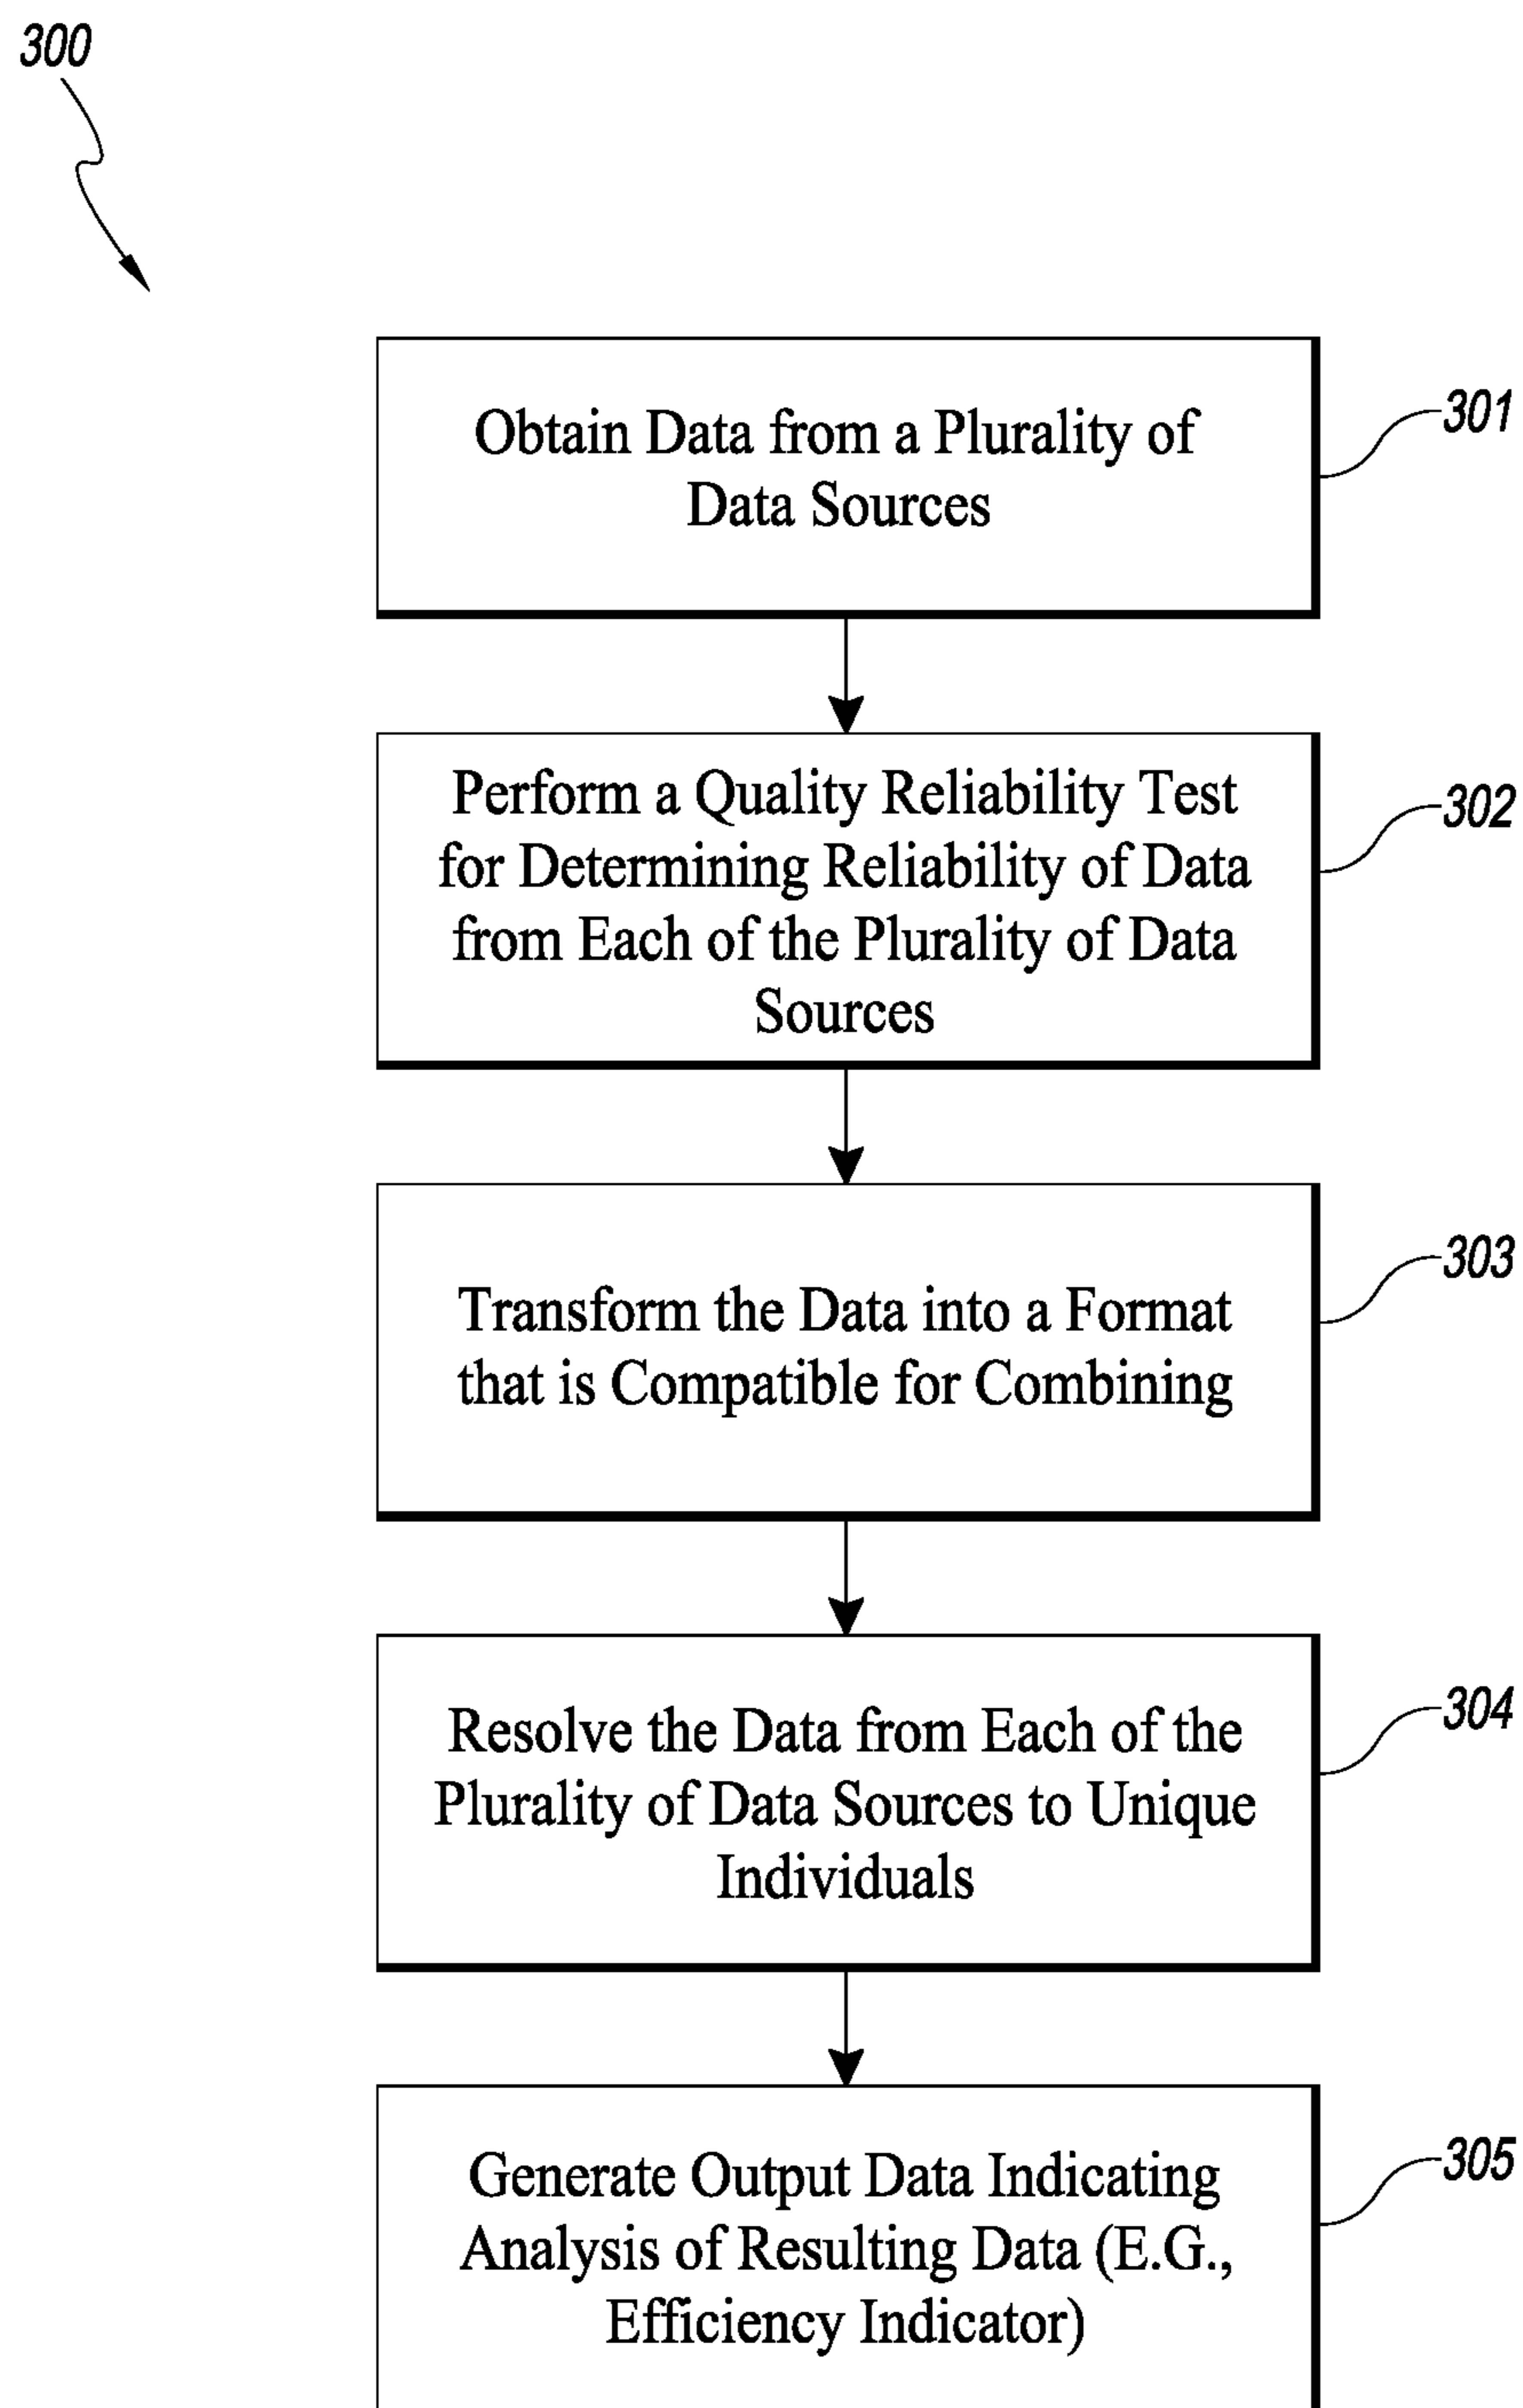 300
Obtain Data from a Plurality of
Data Sources
301
Perform a Quality Reliability Test
for Determining Reliability of Data
from Each of the Plurality of Data
Sources
302
Transform the Data into a Format
that is Compatible for Combining
303
Resolve the Data from Each of the
Plurality of Data Sources to Unique
Individuals
304
Generate Output Data Indicating
Analysis of Resulting Data (E.G.,
Efficiency Indicator)
305